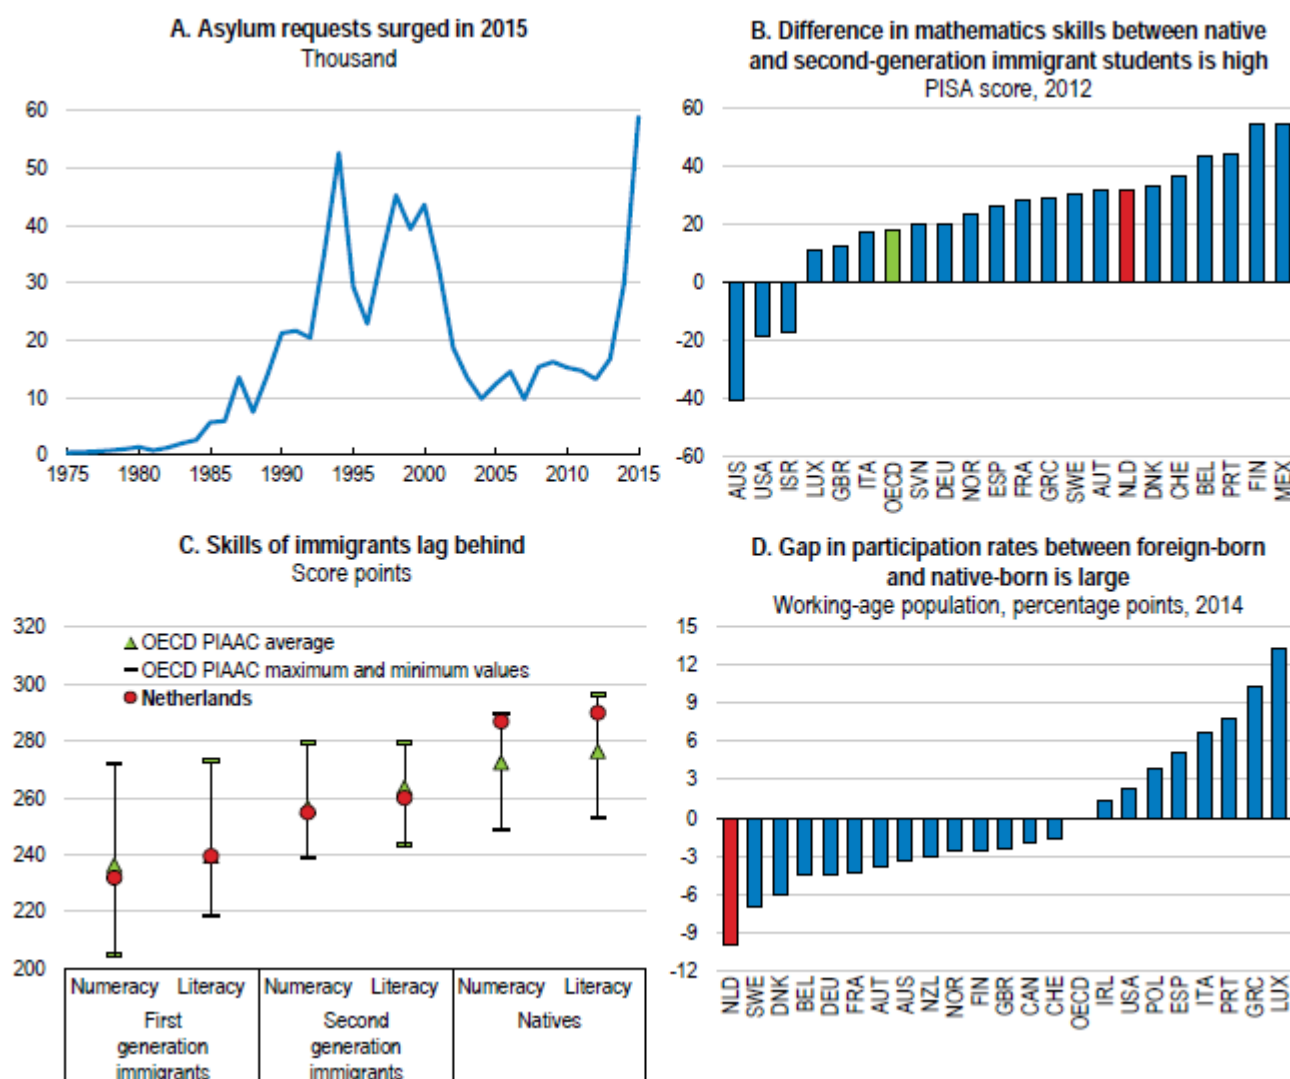 A. Asylum requests surged in 2015
Thousand
60
50
40
30
20
10
0
1975 1980 1985 1990 1995 2000 2005 2010 2015
B. Difference in mathematics skills between native
and second-generation immigrant students is high
PISA score, 2012
60
40
20
0
-20
-40
-60
AUS USA ISR LUX GBR ITA OECD SVN DEU NOR ESP FRA GRC SWE AUT NLD DNK CHE BEL PRT FIN MEX
C. Skills of immigrants lag behind
Score points
320
300
280
260
240
220
200
OECD PIAAC average
OECD PIAAC maximum and minimum values
Netherlands
Numeracy Literacy Numeracy Literacy Numeracy Literacy
First Second Natives
generation generation
immigrants immigrants
D. Gap in participation rates between foreign-born
and native-born is large
Working-age population, percentage points, 2014
15
12
9
6
3
0
-3
-6
-9
-12
NLD SWE DNK BEL DEU FRA AUT AUS NZL NOR FIN GBR CAN CHE OECD IRL USA POL ESP ITA PRT GRC LUX